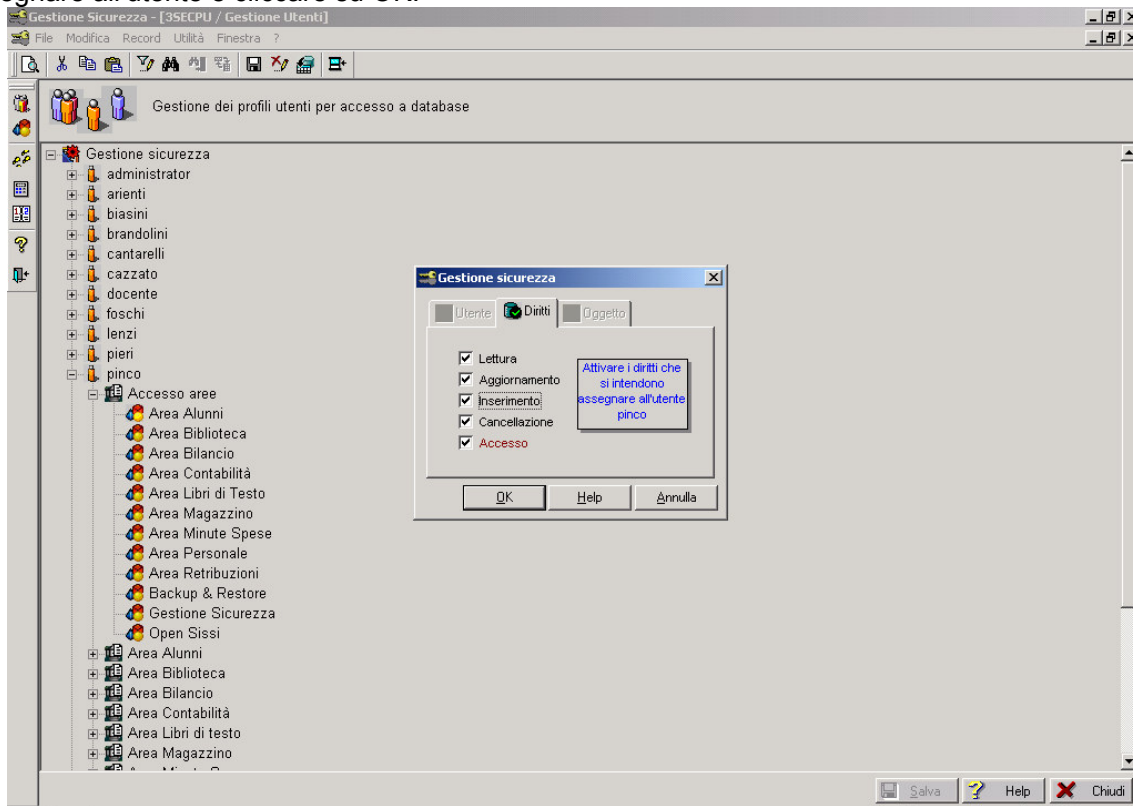 Gestione Sicurezza - [3SECPU / Gestione Utenti]
File Modifica Record Utilità Finestra ?
Gestione dei profili utenti per accesso a database
Gestione sicurezza
administrator
arienti
biasini
brandolini
cantarelli
cazzato
docente
foschi
lenzi
pieri
pinco
Accesso aree
Area Alunni
Area Biblioteca
Area Bilancio
Area Contabilità
Area Libri di Testo
Area Magazzino
Area Minute Spese
Area Personale
Area Retribuzioni
Backup & Restore
Gestione Sicurezza
Open Sissi
Area Alunni
Area Biblioteca
Area Bilancio
Area Contabilità
Area Libri di testo
Area Magazzino
Gestione sicurezza
Utente Diritti Oggetto
Lettura
Aggiornamento
Inserimento
Cancellazione
Accesso
Attivare i diritti che
si intendono
assegnare all'utente
pinco
OK Help Annulla
Salva Help Chiudi